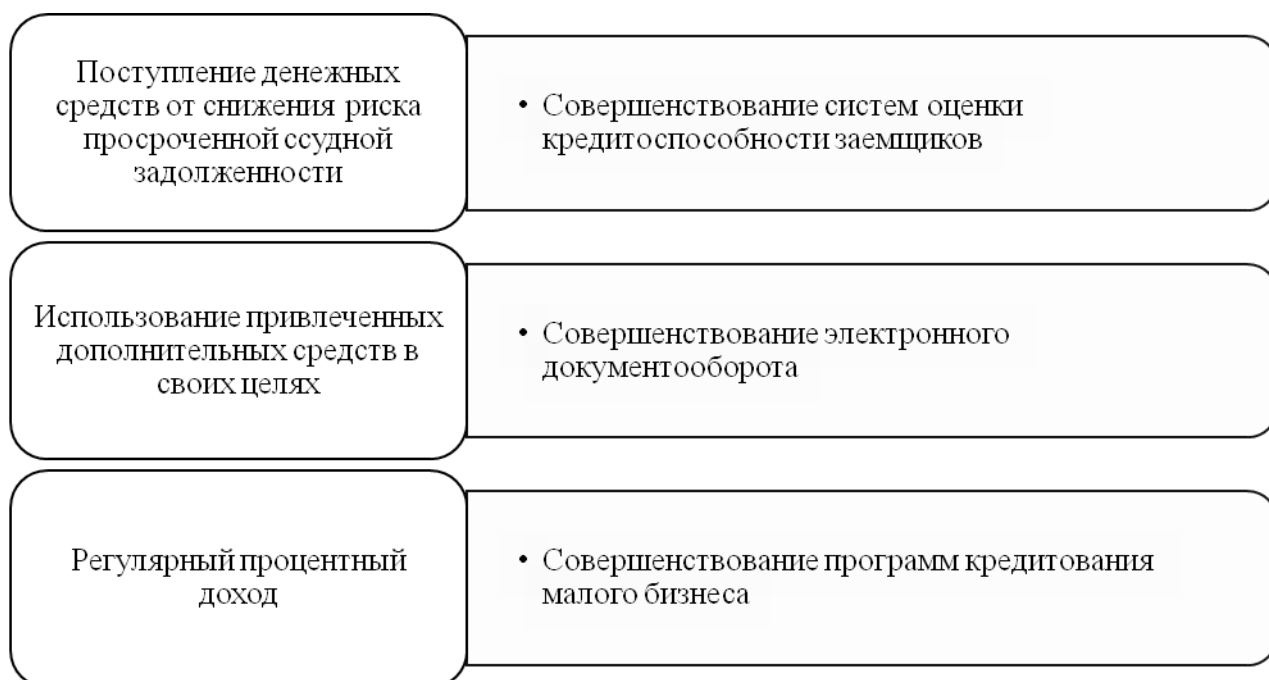 Поступление денежных
средств от снижения риска
просроченной ссудной
задолженности
• Совершенствование систем оценки
кредитоспособности заемщиков
Использование привлеченных
дополнительных средств в
своих целях
• Совершенствование электронного
документооборота
Регулярный процентный
доход
• Совершенствование программ кредитования
малого бизнеса